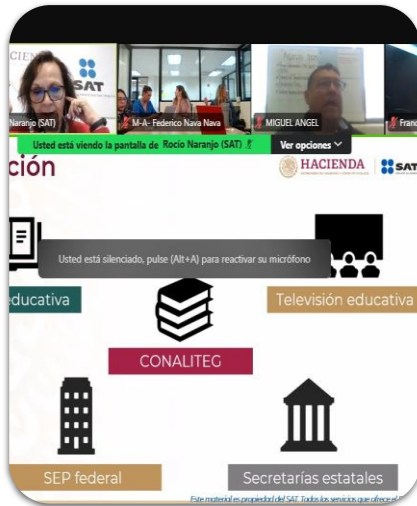 SAT
Naranjo (SAT)
M-A- Federico Nava Nava
MIGUEL ANGEL
Franc
Usted está viendo la pantalla de Rocío Naranjo (SAT)
Ver opciones
ción
HACIENDA
SAT
Usted está silenciado, pulse (Alt+A) para reactivar su micrófono
educativa
Televisión educativa
CONALITEG
SEP federal
Secretarías estatales
Este material es propiedad del SAT. Todos los servicios que ofrece el